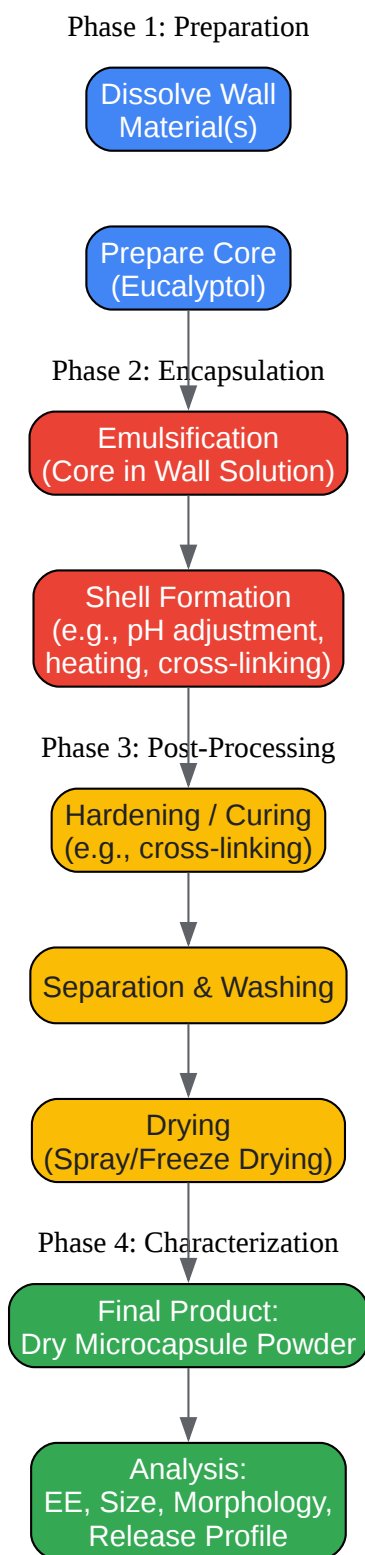 Phase 1: Preparation
Dissolve Wall
Material(s)
Prepare Core
(Eucalyptol)
Phase 2: Encapsulation
Emulsification
(Core in Wall Solution)
Shell Formation
(e.g., pH adjustment,
heating, cross-linking)
Phase 3: Post-Processing
Hardening / Curing
(e.g., cross-linking)
Separation & Washing
Drying
(Spray/Freeze Drying)
Phase 4: Characterization
Final Product:
Dry Microcapsule Powder
Analysis:
EE, Size, Morphology,
Release Profile